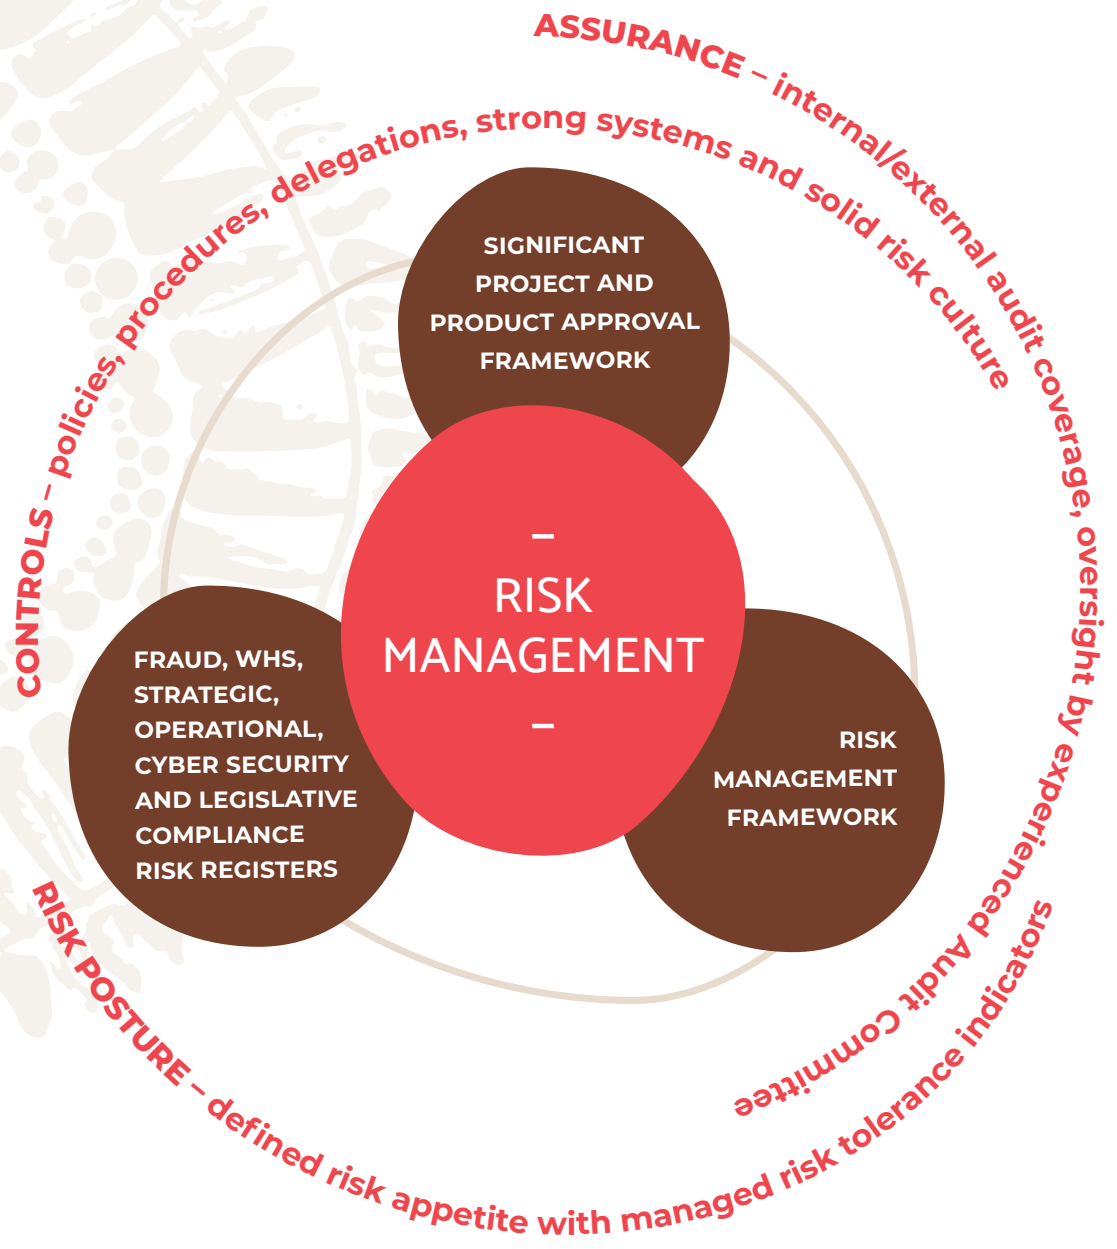 ASSURANCE – internal/external audit coverage, oversight by experienced Audit Committee
CONTROLS – policies, procedures, delegations, strong systems and solid risk culture
SIGNIFICANT
PROJECT AND
PRODUCT APPROVAL
FRAMEWORK
–
RISK
MANAGEMENT
–
FRAUD, WHS,
STRATEGIC,
OPERATIONAL,
CYBER SECURITY
AND LEGISLATIVE
COMPLIANCE
RISK REGISTERS
RISK
MANAGEMENT
FRAMEWORK
RISK POSTURE – defined risk appetite with managed risk tolerance indicators